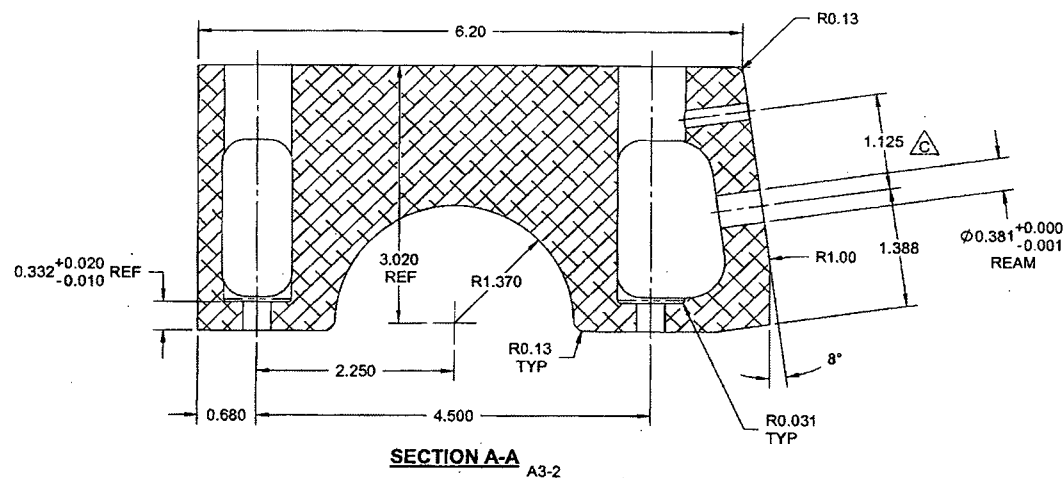 6.20
R0.13
1.125
C
Ø0.381 +0.000
-0.001
REAM
0.332 +0.020
-0.010 REF
3.020
REF
R1.370
R1.00
1.388
R0.13
TYP
8°
2.250
0.680
4.500
R0.031
TYP
SECTION A-A
A3-2